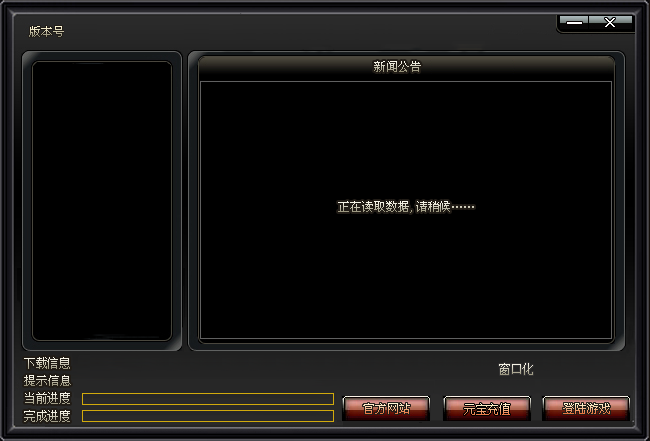 版本号
新闻公告
正在读取数据,请稍候……
下载信息
提示信息
窗口化
当前进度
完成进度
官方网站
元宝充值
登陆游戏